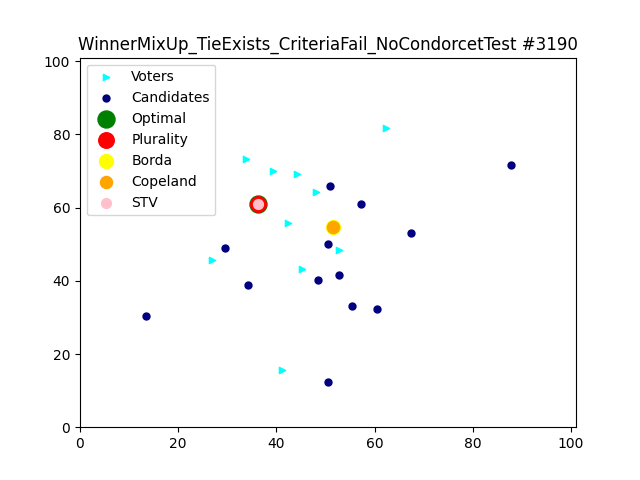 WinnerMixUp_TieExists_CriteriaFail_NoCondorcetTest #3190
100
80
60
40
20
0
Voters
Candidates
Optimal
Plurality
Borda
Copeland
STV
0 20 40 60 80 100